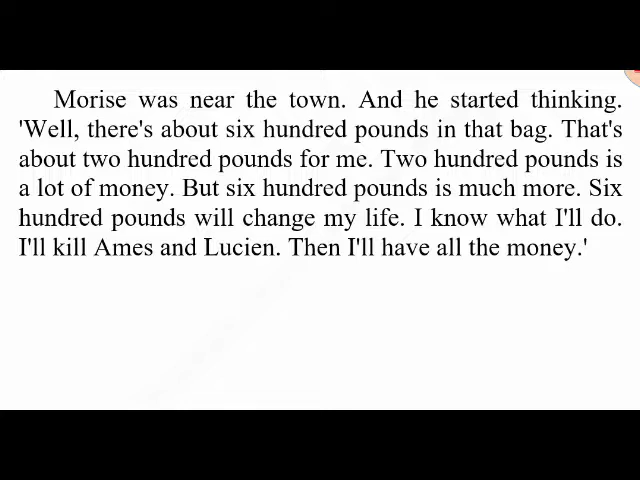 Morise was near the town. And he started thinking.
'Well, there's about six hundred pounds in that bag. That's
about two hundred pounds for me. Two hundred pounds is
a lot of money. But six hundred pounds is much more. Six
hundred pounds will change my life. I know what I'll do.
I'll kill Ames and Lucien. Then I'll have all the money.'